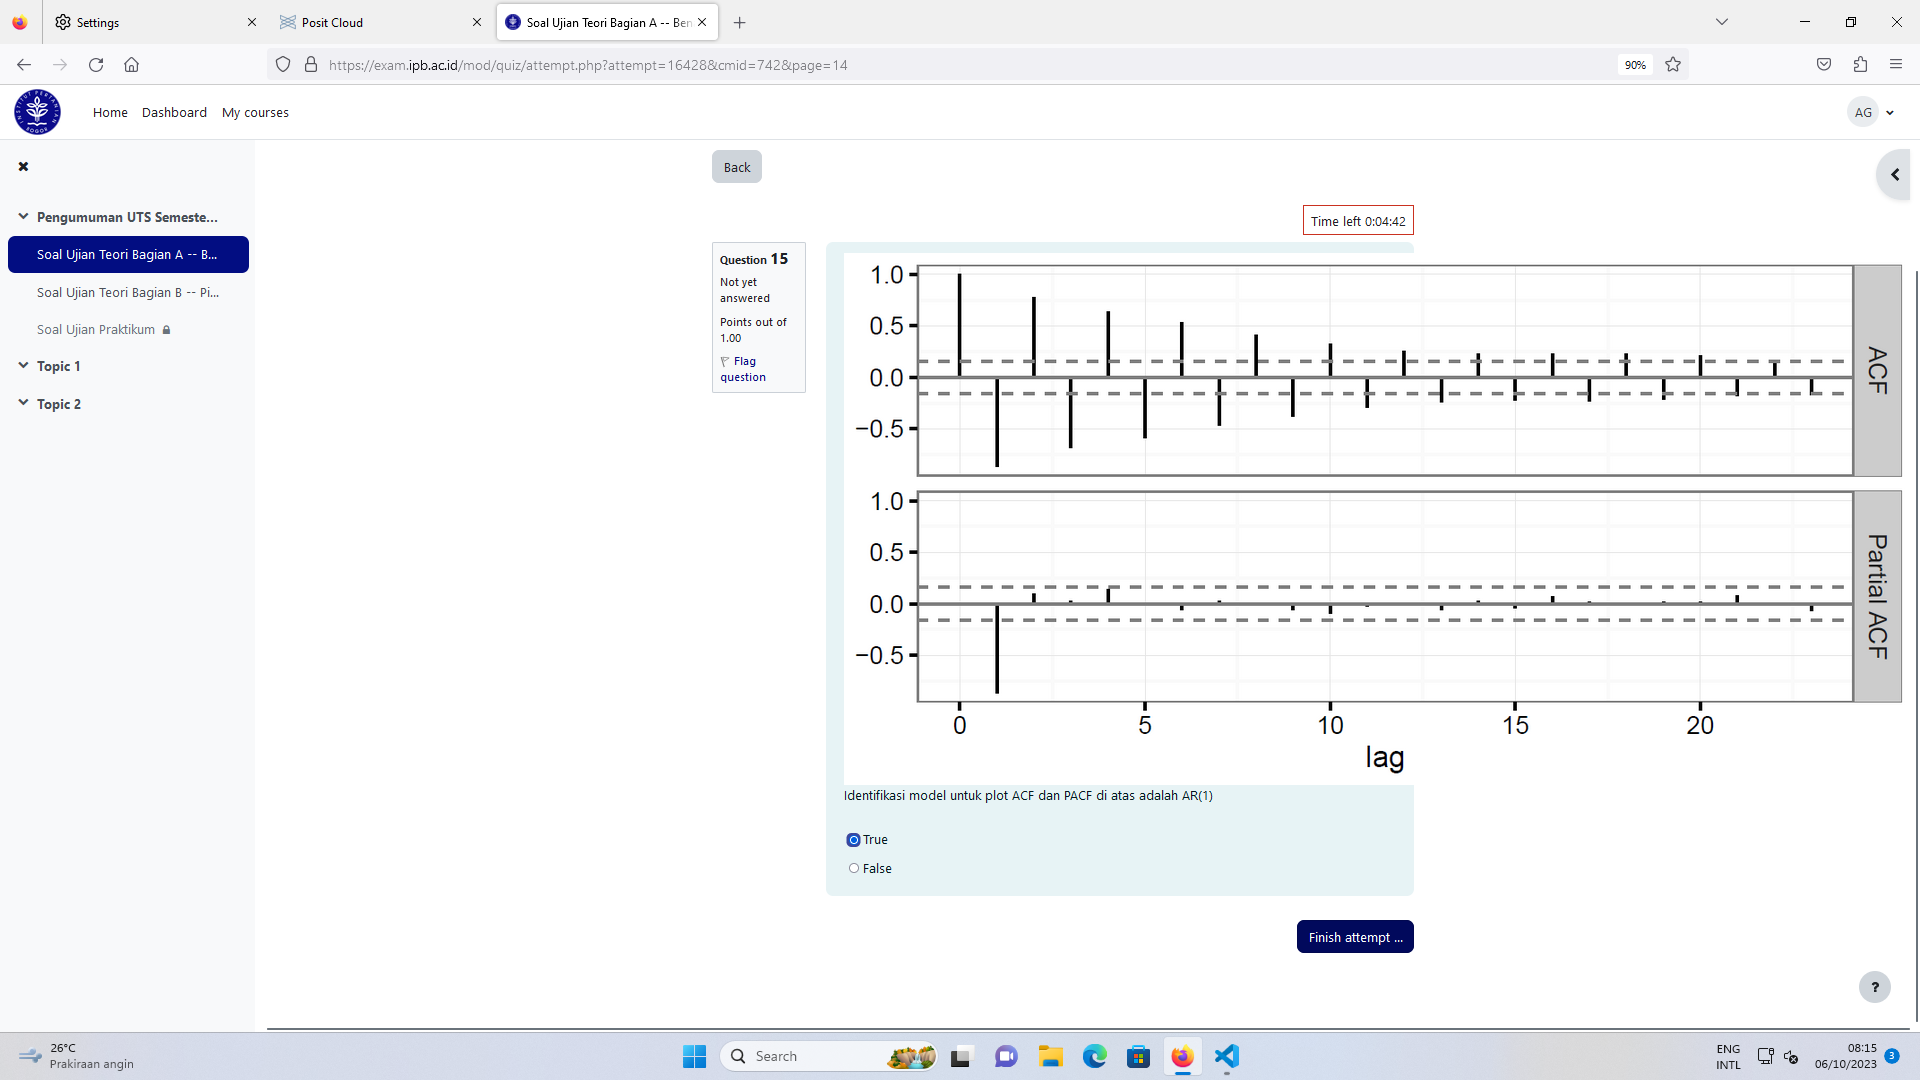 Settings
Posit Cloud
Soal Ujian Teori Bagian A -- Ben
https://exam.ipb.ac.id/mod/quiz/attempt.php?attempt=16428&cmid=742&page=14
90%
Home Dashboard My courses
AG
Back
Pengumuman UTS Semeste...
Soal Ujian Teori Bagian A -- B...
Soal Ujian Teori Bagian B -- Pi...
Soal Ujian Praktikum
Topic 1
Topic 2
Time left 0:04:42
Question 15
Not yet
answered
Points out of
1.00
Flag
question
1.0
0.5
0.0
−0.5
ACF
1.0
0.5
0.0
−0.5
Partial ACF
0 5 10 15 20
lag
Identifikasi model untuk plot ACF dan PACF di atas adalah AR(1)
True
False
Finish attempt ...
?
26°C
Prakiraan angin
Search
ENG
INTL
08:15
06/10/2023
3